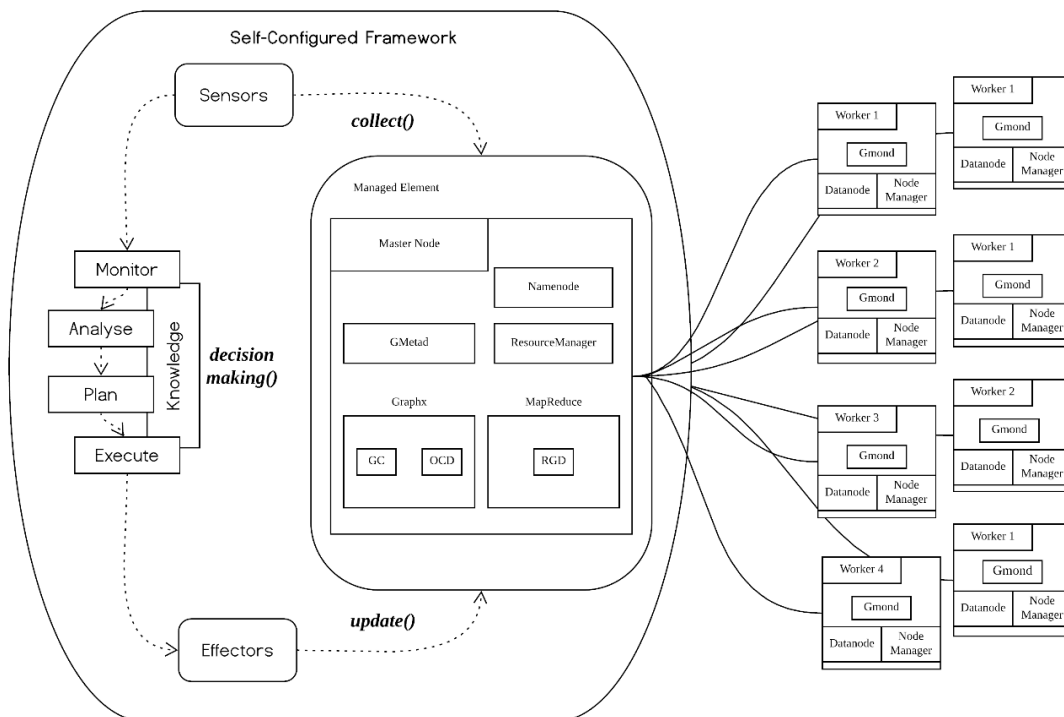 Self-Configured Framework
Sensors
collect()
Monitor
Analyse
Plan
Execute
Knowledge
decision
making()
Effectors
update()
Managed Element
Master Node
Namenode
GMetad
ResourceManager
Graphx
MapReduce
GC
OCD
RGD
Worker 1
Gmond
Datanode
Node
Manager
Worker 1
Gmond
Datanode
Node
Manager
Worker 2
Gmond
Datanode
Node
Manager
Worker 1
Gmond
Datanode
Node
Manager
Worker 3
Gmond
Datanode
Node
Manager
Worker 2
Gmond
Datanode
Node
Manager
Worker 4
Gmond
Datanode
Node
Manager
Worker 1
Gmond
Datanode
Node
Manager